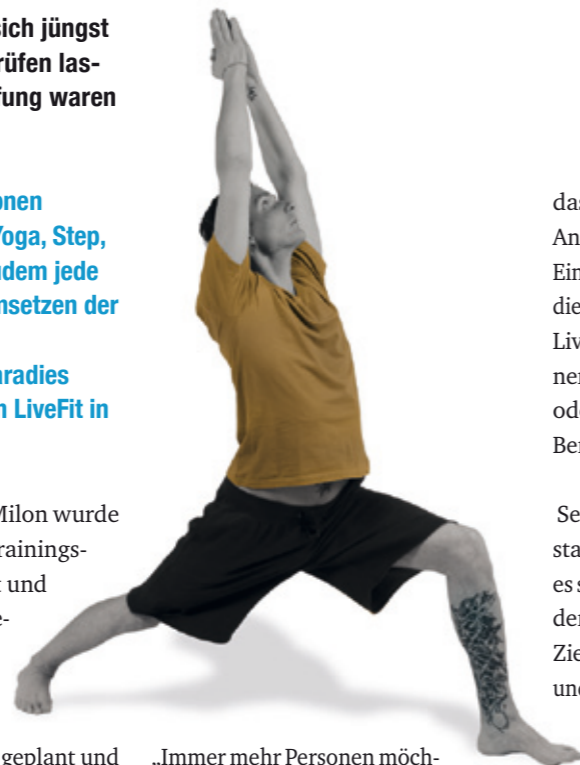 sich jüngst
rüfen las-
fung waren
onen
Yoga, Step,
udem jede
nsetzen der
radies
n LiveFit in
Milon wurde
rainings-
t und
e-
geplant und
„Immer mehr Personen möch-
das
An
Ein
die
Liv
ner
ode
Ber
Se
sta
es s
der
Zie
und